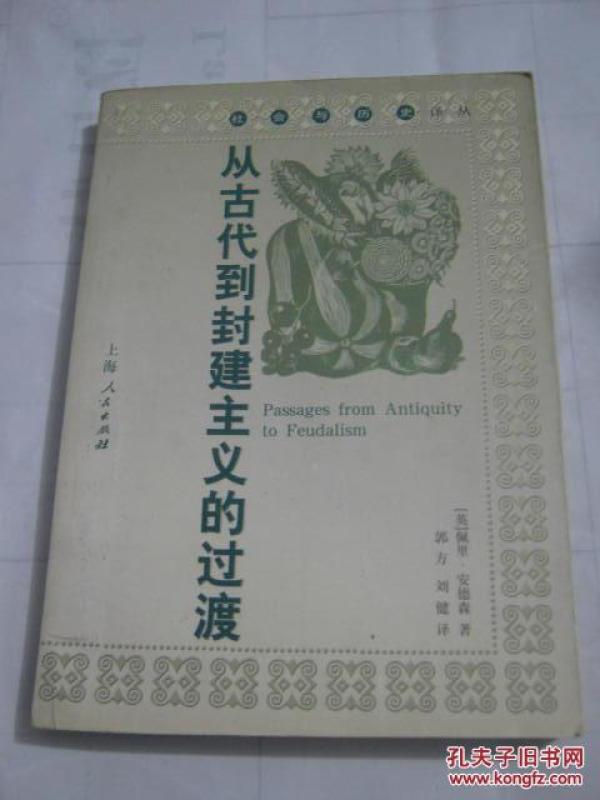 社会与历史译丛
从古代到封建主义的过渡
Passages from Antiquity
to Feudalism
[英]佩里·安德森 著
郭方 刘健 译
上海人民出版社
孔夫子旧书网
www.kongfz.com